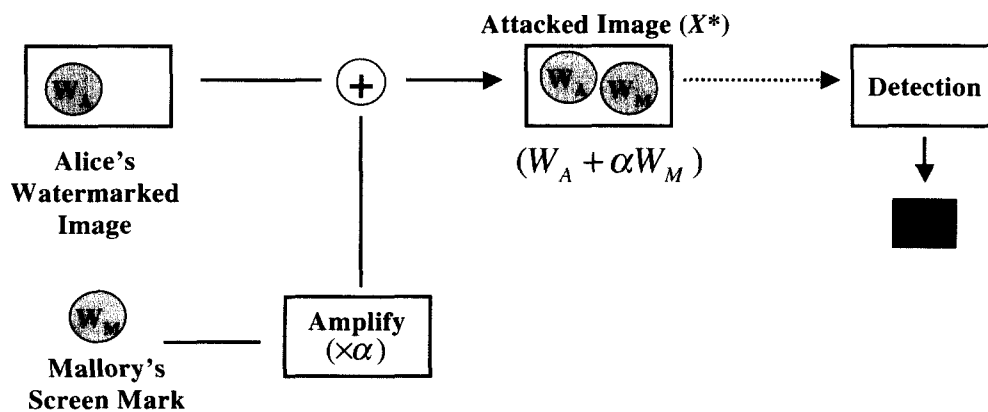 Attacked Image (X*)
W_A
+
W_A
W_M
Detection
Alice's
Watermarked
Image
(W_A + αW_M)
W_M
Amplify
(×α)
Mallory's
Screen Mark